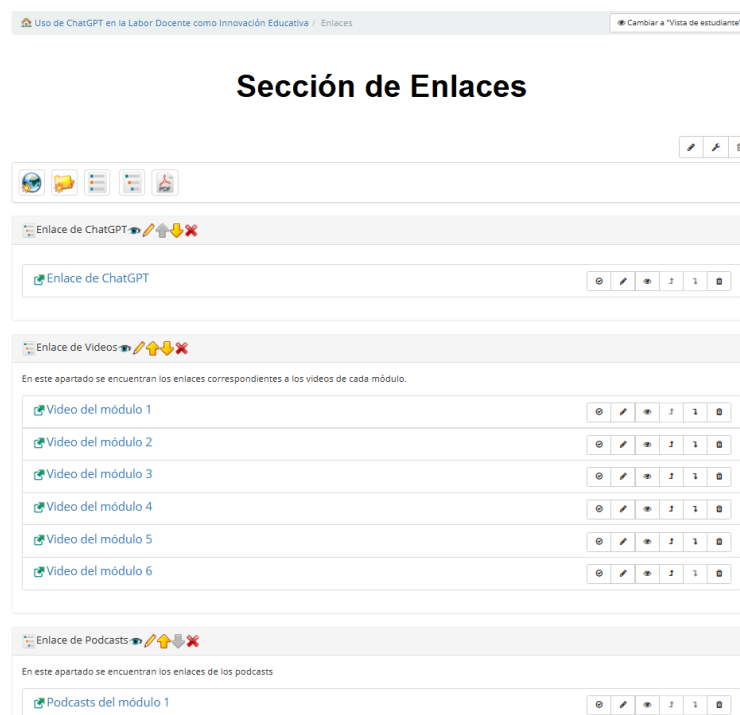 Uso de ChatGPT en la Labor Docente como Innovación Educativa / Enlaces
Cambiar a "Vista de estudiante"
Sección de Enlaces
PDF
Enlace de ChatGPT
Enlace de ChatGPT
Enlace de Videos
En este apartado se encuentran los enlaces correspondientes a los videos de cada módulo.
Video del módulo 1
Video del módulo 2
Video del módulo 3
Video del módulo 4
Video del módulo 5
Video del módulo 6
Enlace de Podcasts
En este apartado se encuentran los enlaces de los podcasts
Podcasts del módulo 1